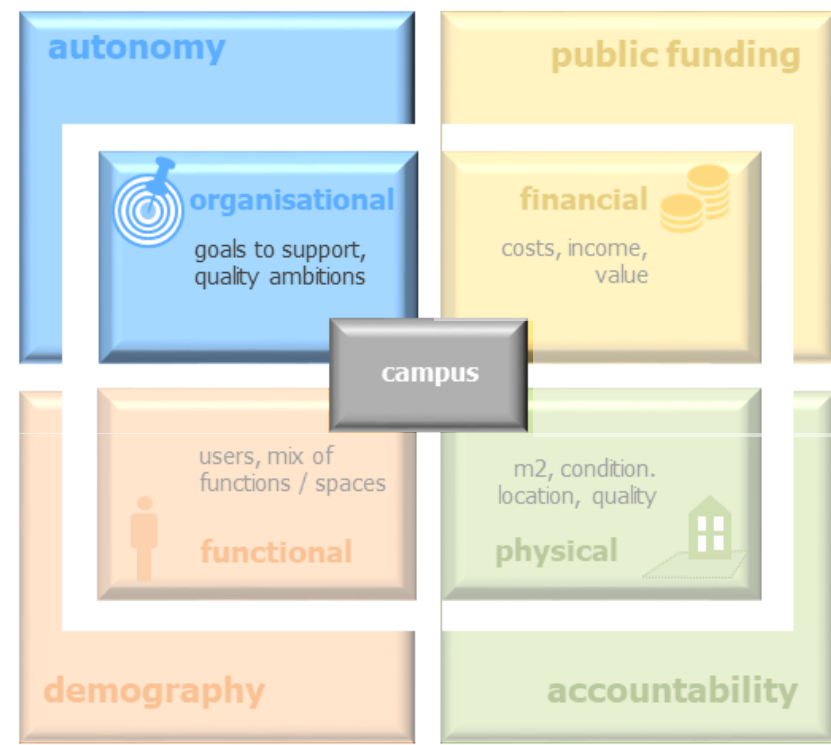 autonomy
public funding
organisational
goals to support,
quality ambitions
financial
costs, income,
value
campus
users, mix of
functions / spaces
functional
m2, condition.
location, quality
physical
demography
accountability